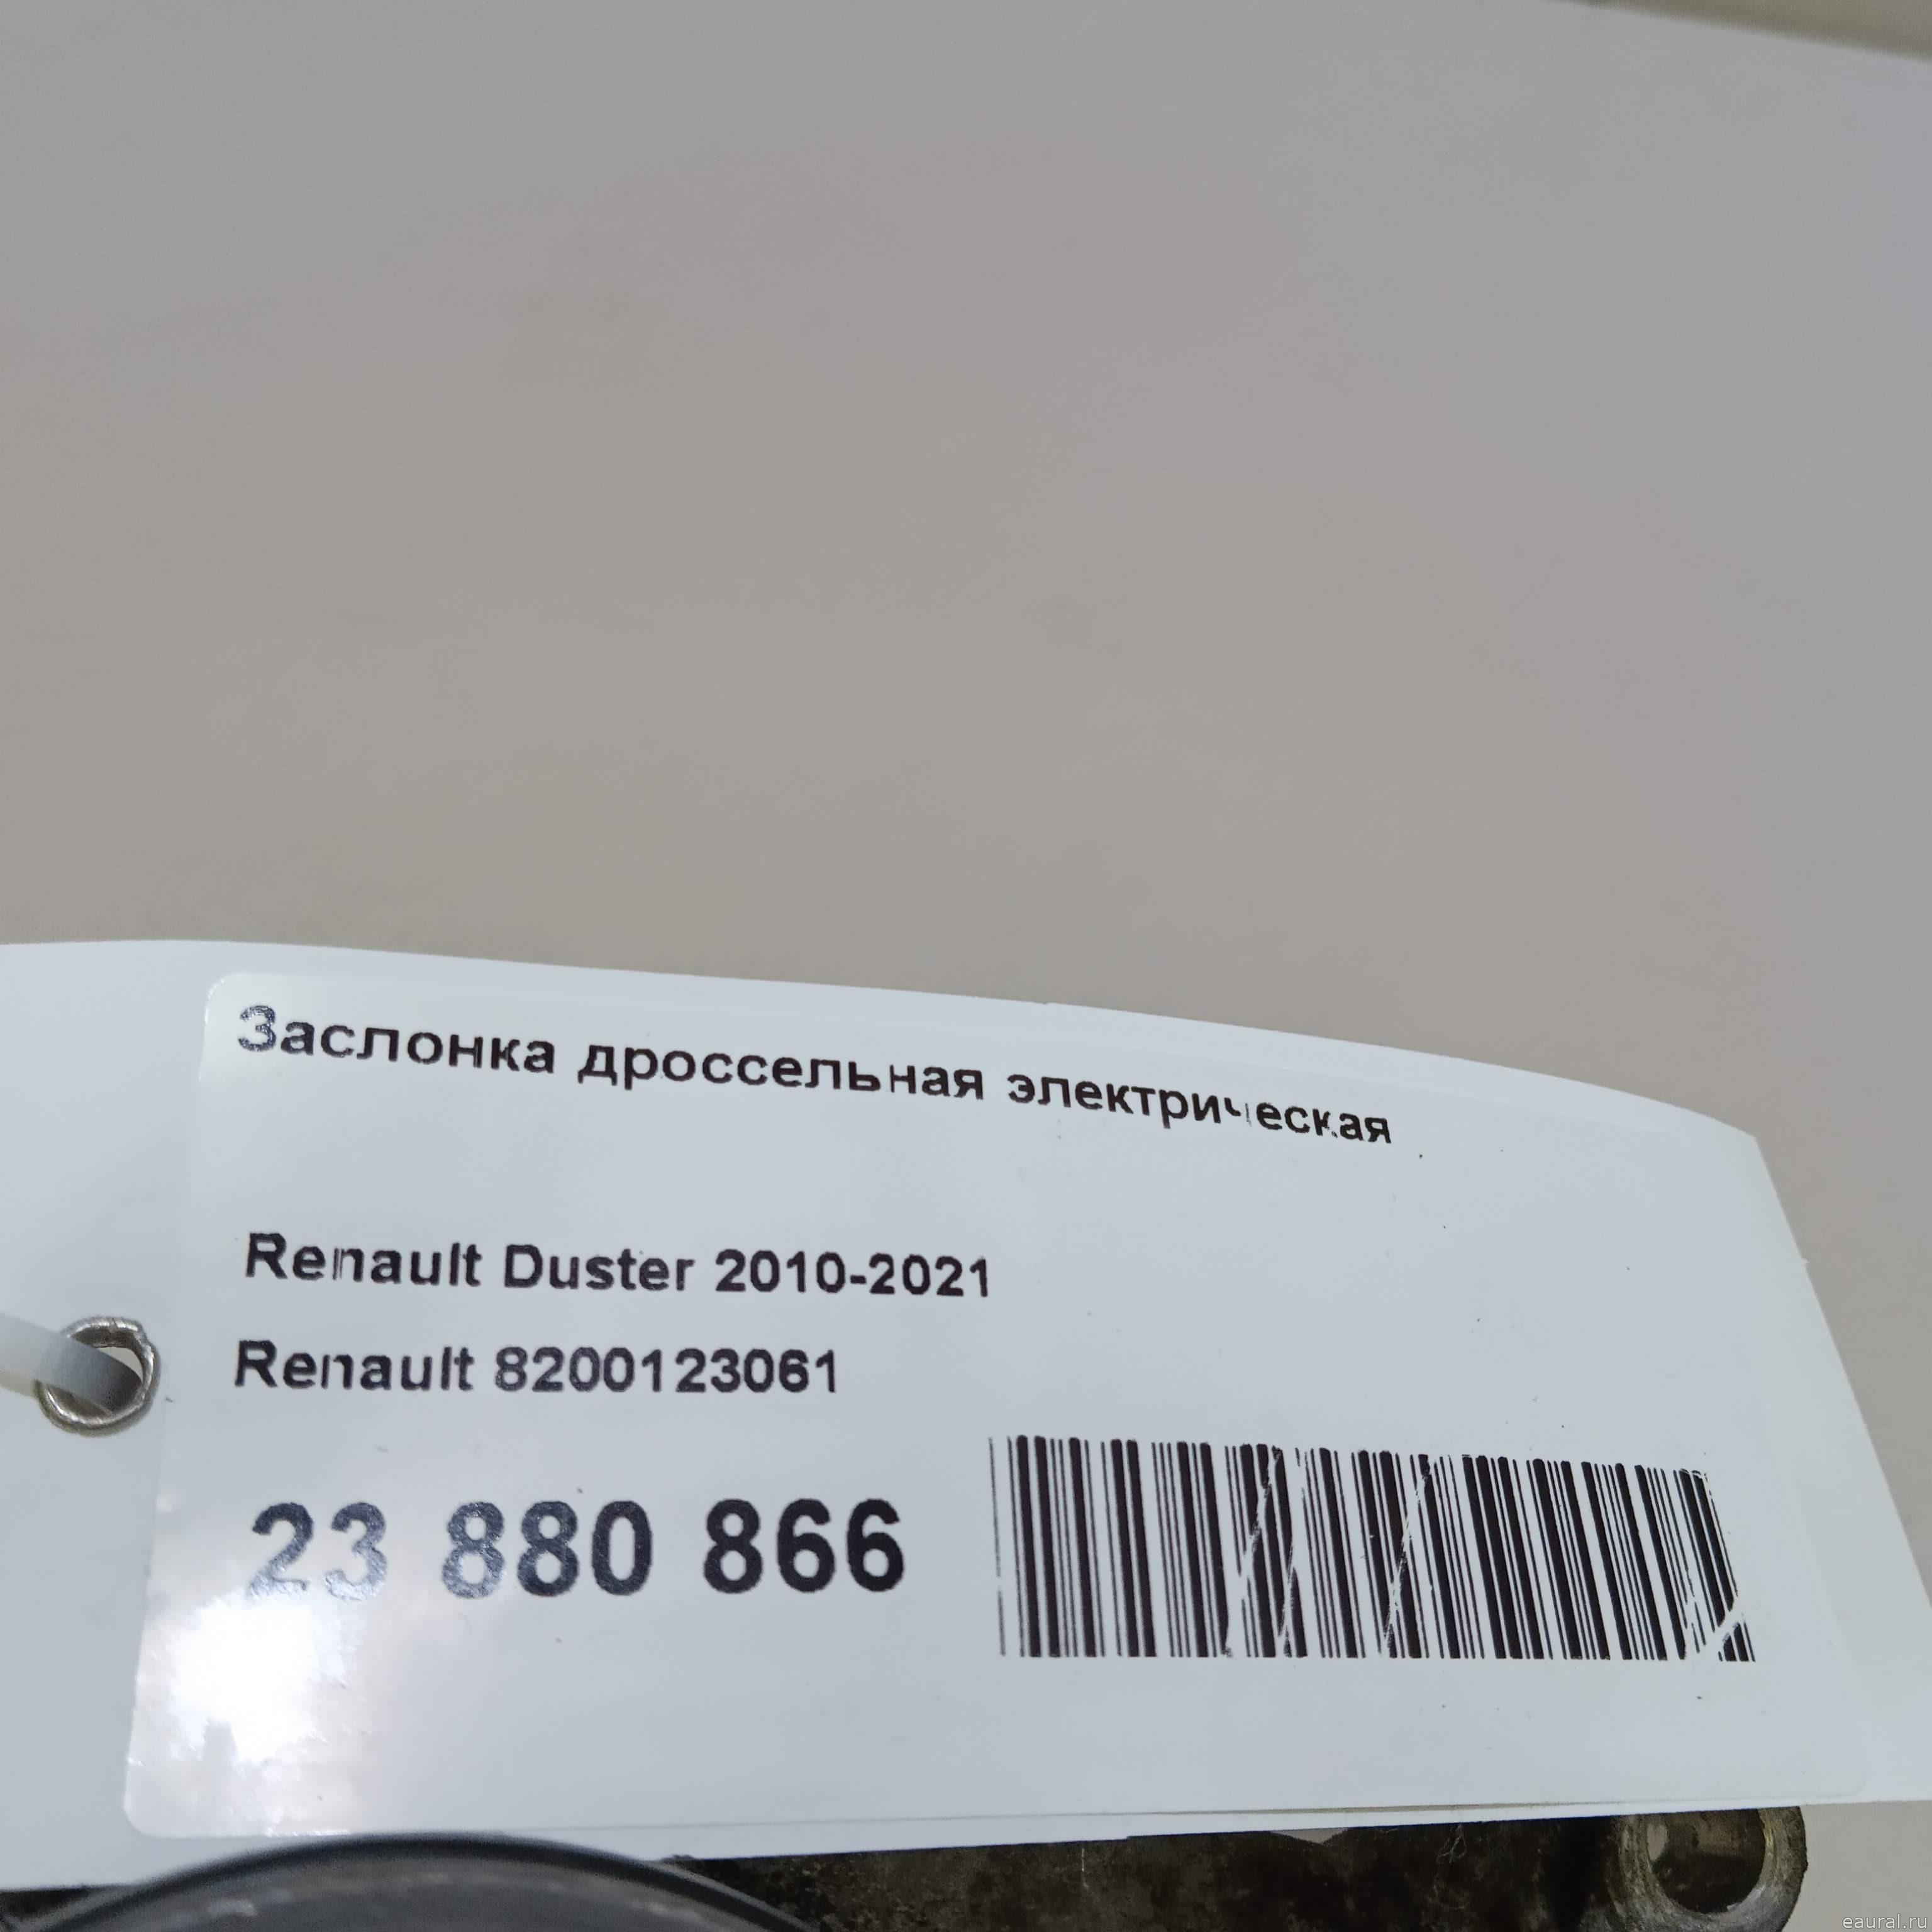 Заслонка дроссельная электрическая
Renault Duster 2010-2021
Renault 8200123061
23 880 866
eaural.ru